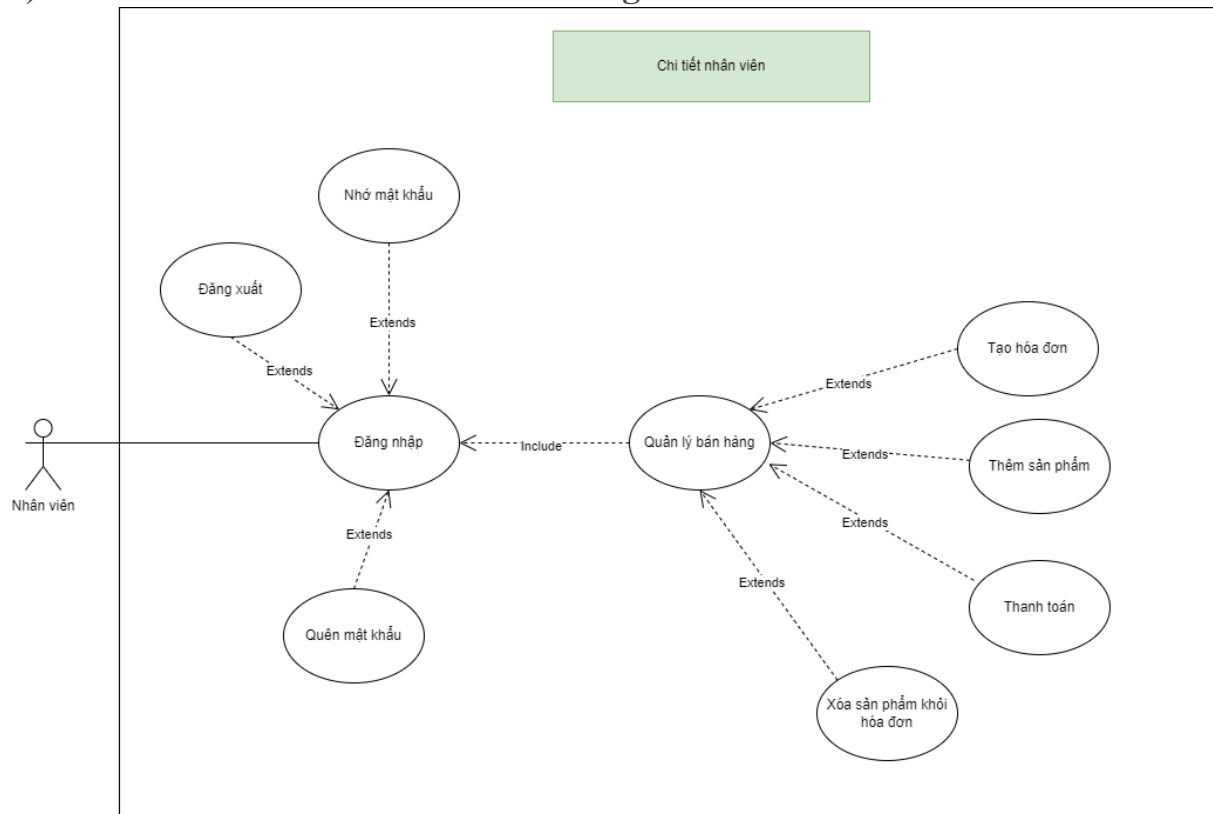 )
g
Chi tiết nhân viên
Nhớ mật khẩu
Đăng xuất
Extends
Extends
Tạo hóa đơn
Extends
Đăng nhập
Include
Quản lý bán hàng
Extends
Thêm sản phẩm
Nhân viên
Extends
Extends
Extends
Thanh toán
Quên mật khẩu
Xóa sản phẩm khỏi
hóa đơn